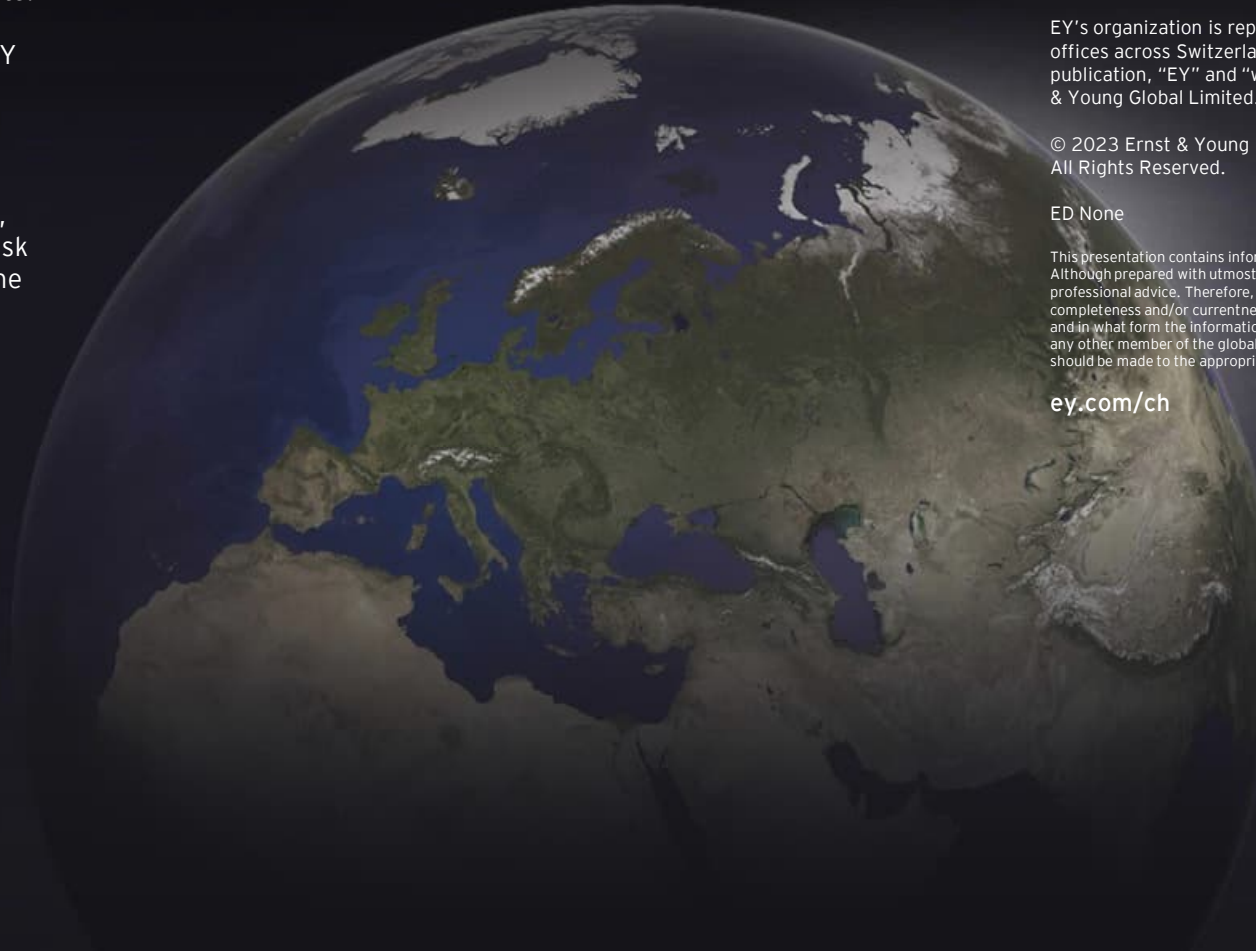 Y
,
sk
ne
EY's organization is rep
offices across Switzerla
publication, "EY" and "w
& Young Global Limited.
© 2023 Ernst & Young
All Rights Reserved.
ED None
This presentation contains infor
Although prepared with utmost
professional advice. Therefore,
completeness and/or currentne
and in what form the informatio
any other member of the global
should be made to the appropri
ey.com/ch